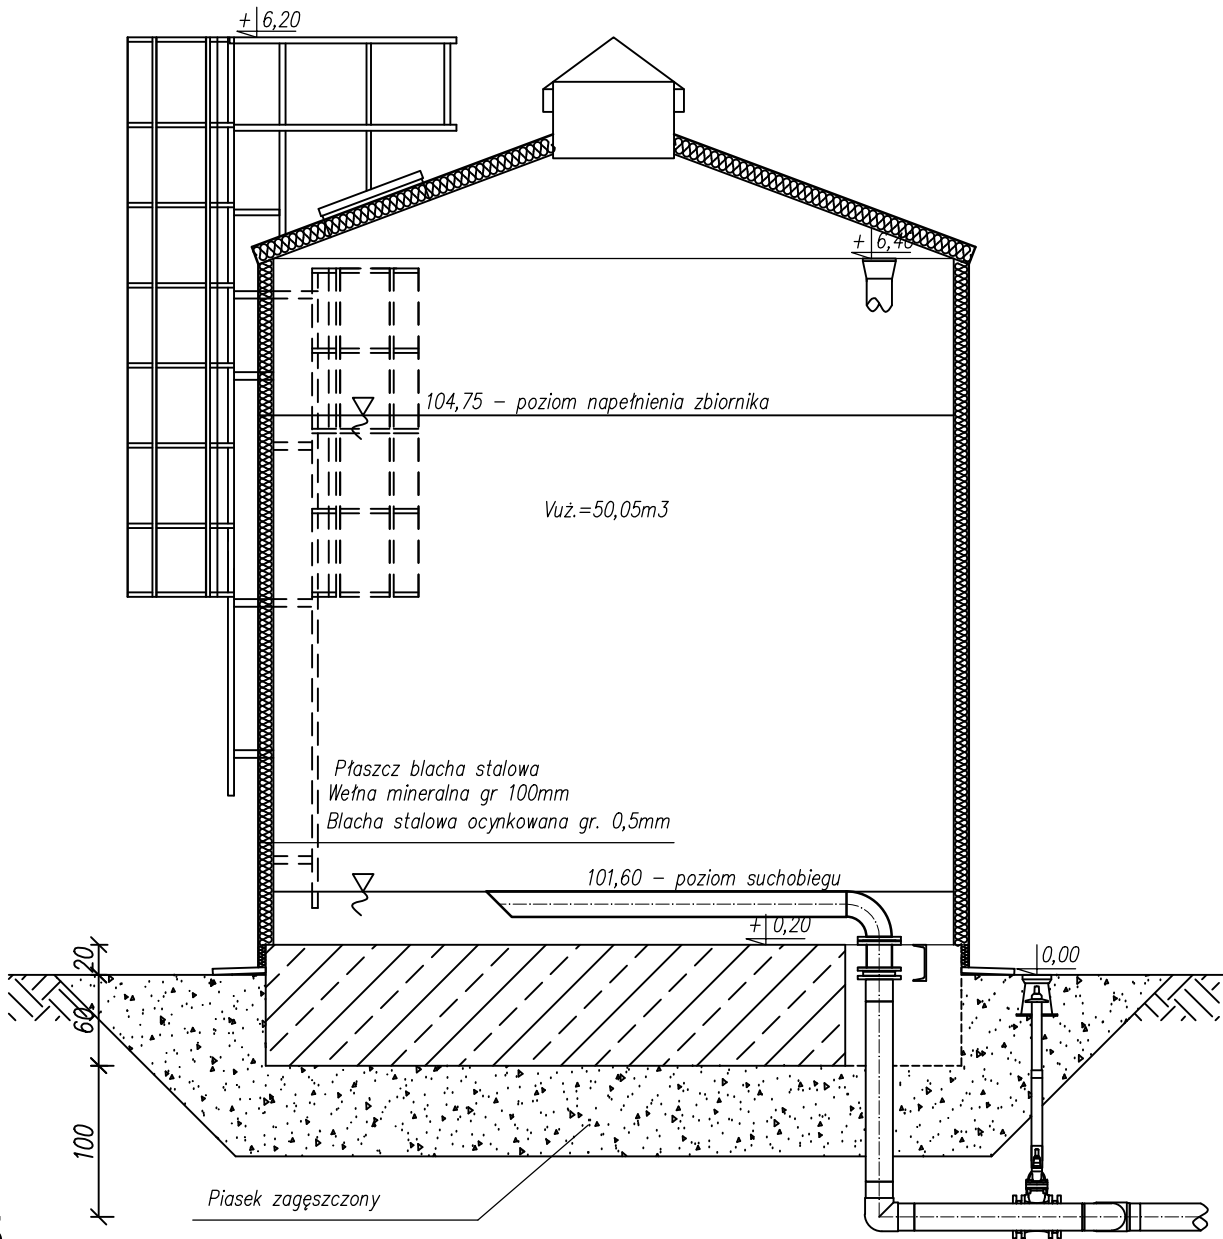 + 6,20
+ 6,40
104,75 - poziom napełnienia zbiornika
Vuż.=50,05m3
Płaszcz blacha stalowa
Wełna mineralna gr 100mm
Blacha stalowa ocynkowana gr. 0,5mm
101,60 - poziom suchobiegu
+ 0,20
20
0,00
60
100
Piasek zagęszczony